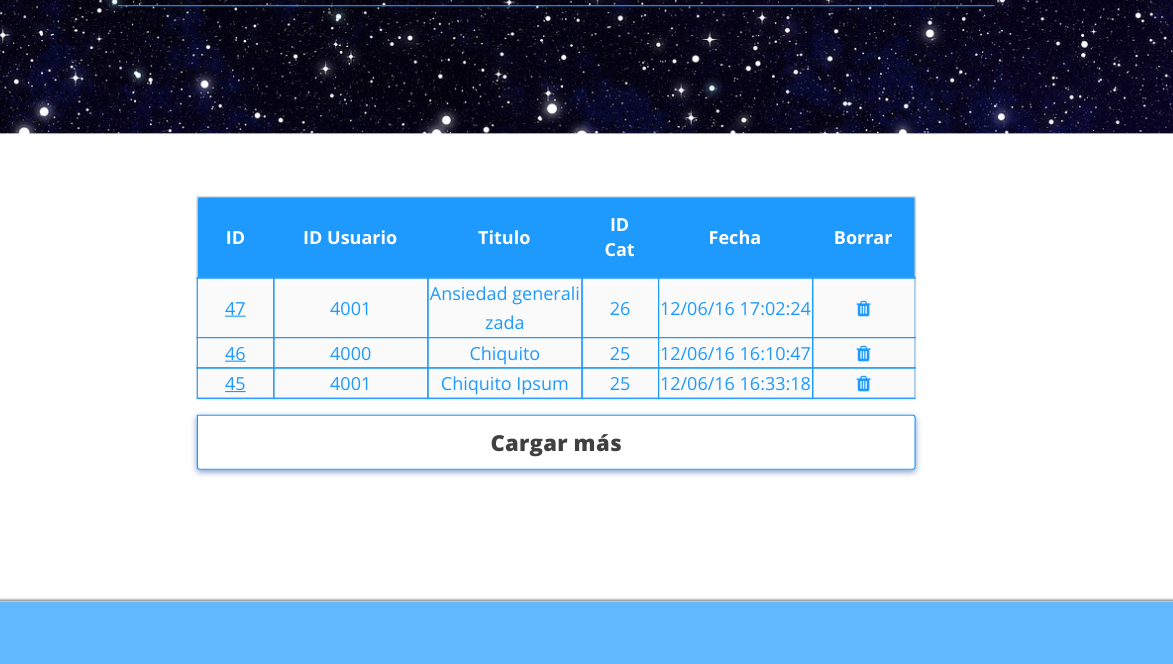 ID ID Usuario Titulo ID Cat Fecha Borrar
47 4001 Ansiedad generali
zada 26 12/06/16 17:02:24
46 4000 Chiquito 25 12/06/16 16:10:47
45 4001 Chiquito Ipsum 25 12/06/16 16:33:18
Cargar más